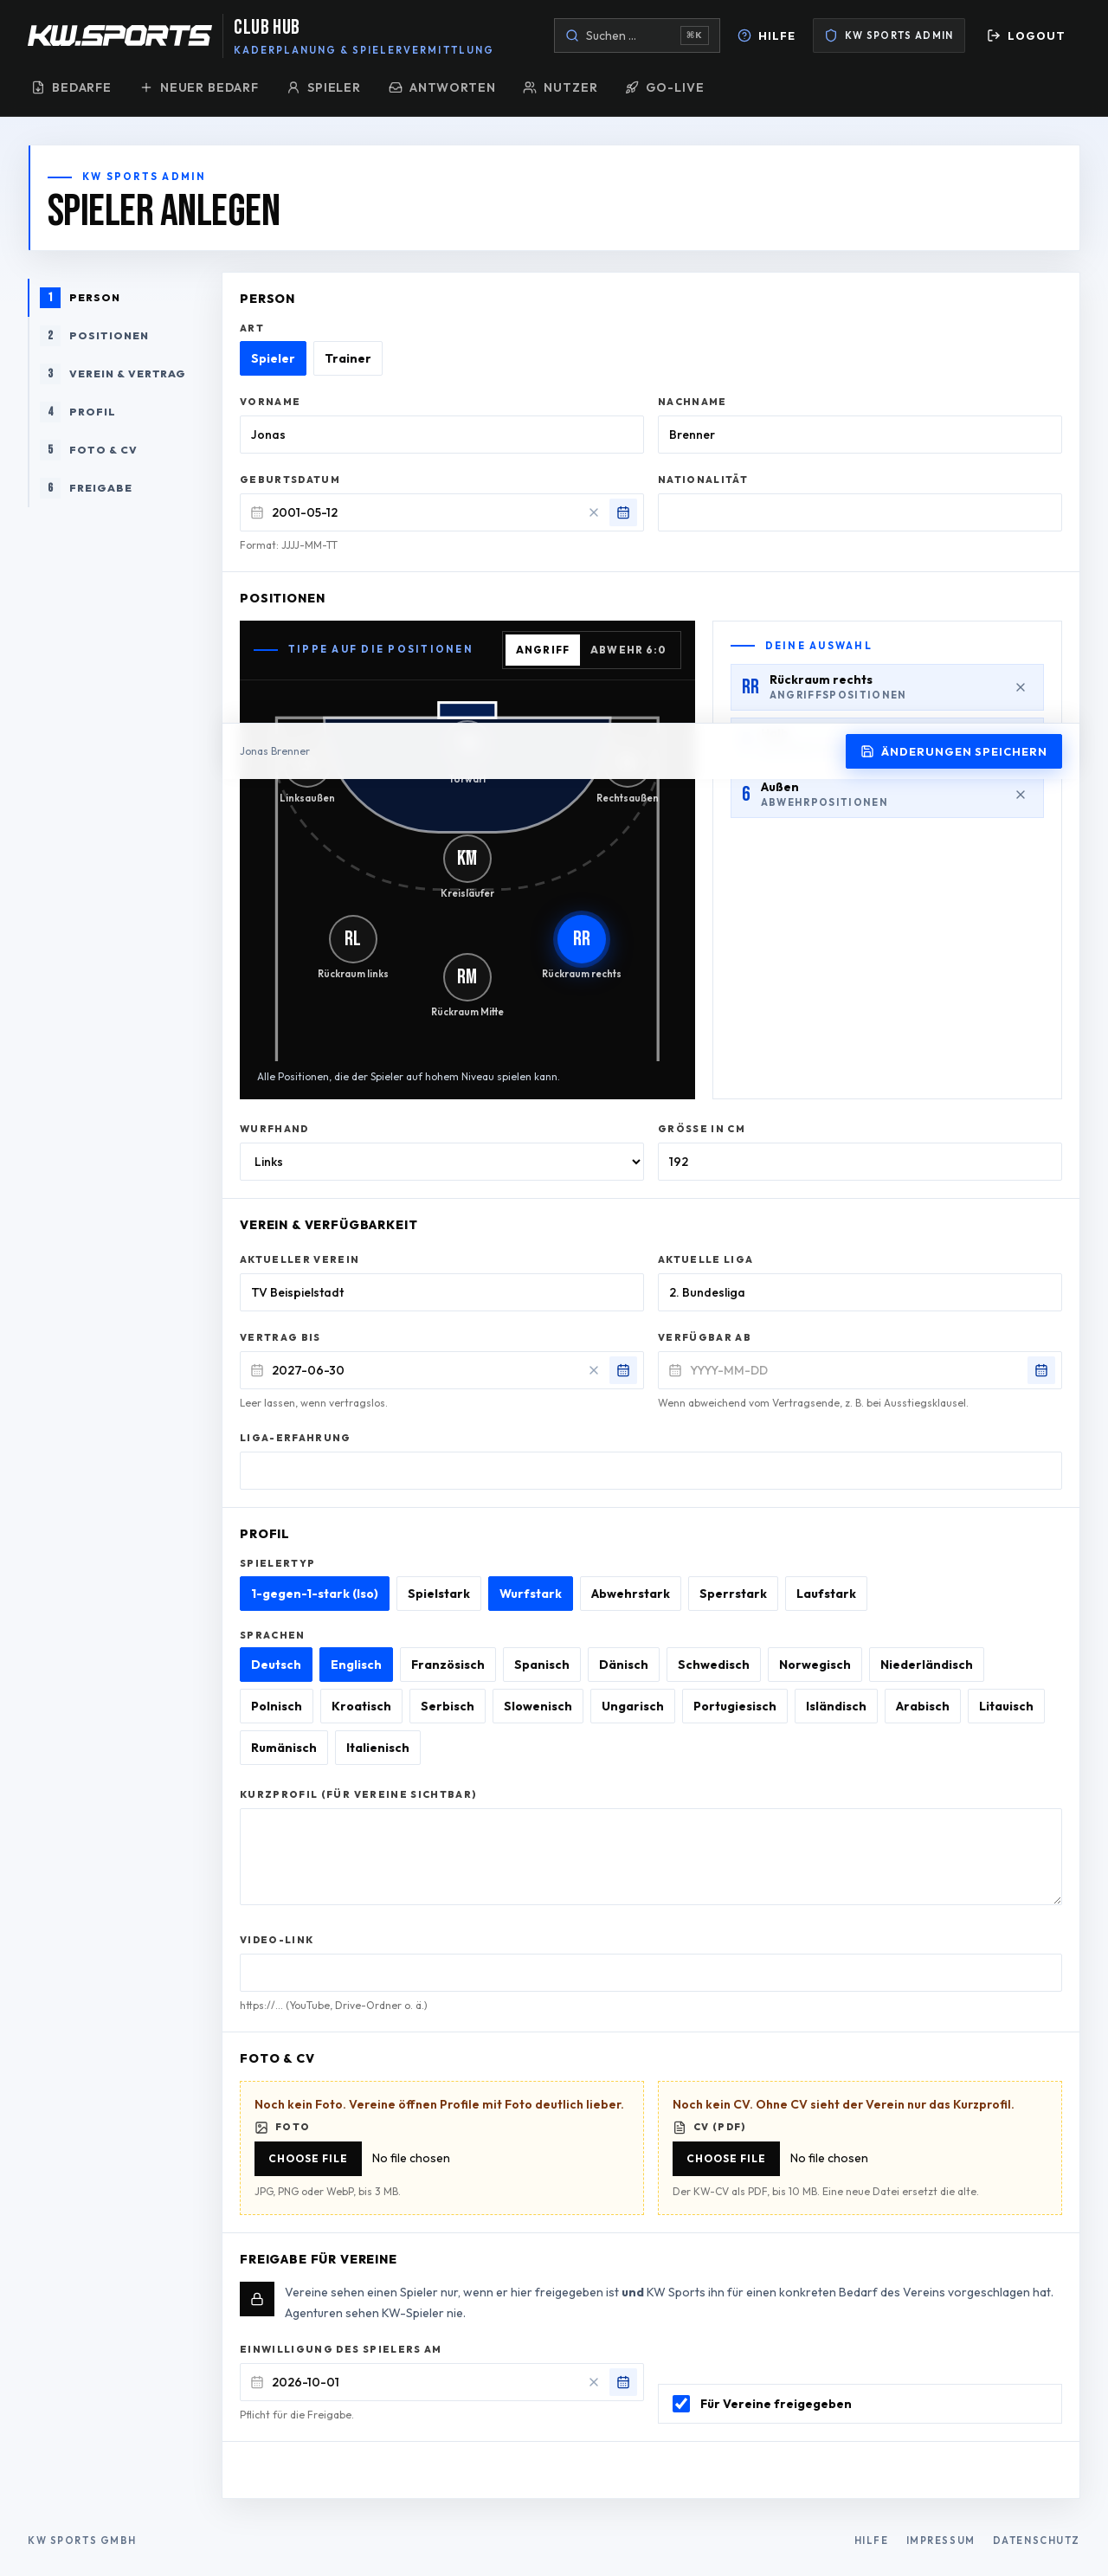 KW.SPORTS
CLUB HUB
KADERPLANUNG & SPIELERVERMITTLUNG
Suchen ...
⌘K
HILFE
KW SPORTS ADMIN
LOGOUT
BEDARFE
NEUER BEDARF
SPIELER
ANTWORTEN
NUTZER
GO-LIVE
KW SPORTS ADMIN
SPIELER ANLEGEN
1 PERSON
2 POSITIONEN
3 VEREIN & VERTRAG
4 PROFIL
5 FOTO & CV
6 FREIGABE
PERSON
ART
Spieler
Trainer
VORNAME
NACHNAME
Jonas
Brenner
GEBURTSDATUM
NATIONALITÄT
2001-05-12
Format: JJJJ-MM-TT
POSITIONEN
TIPPE AUF DIE POSITIONEN
ANGRIFF
ABWEHR 6:0
DEINE AUSWAHL
RR
Rückraum rechts
ANGRIFFSPOSITIONEN
Jonas Brenner
ÄNDERUNGEN SPEICHERN
Torwart
Linksaußen
Rechtsaußen
6
Außen
ABWEHRPOSITIONEN
KM
Kreisläufer
RL
Rückraum links
RR
Rückraum rechts
RM
Rückraum Mitte
Alle Positionen, die der Spieler auf hohem Niveau spielen kann.
WURFHAND
GRÖSSE IN CM
Links
192
VEREIN & VERFÜGBARKEIT
AKTUELLER VEREIN
AKTUELLE LIGA
TV Beispielstadt
2. Bundesliga
VERTRAG BIS
VERFÜGBAR AB
2027-06-30
YYYY-MM-DD
Leer lassen, wenn vertragslos.
Wenn abweichend vom Vertragsende, z. B. bei Ausstiegsklausel.
LIGA-ERFAHRUNG
PROFIL
SPIELERTYP
1-gegen-1-stark (Iso)
Spielstark
Wurfstark
Abwehrstark
Sperrstark
Laufstark
SPRACHEN
Deutsch
Englisch
Französisch
Spanisch
Dänisch
Schwedisch
Norwegisch
Niederländisch
Polnisch
Kroatisch
Serbisch
Slowenisch
Ungarisch
Portugiesisch
Isländisch
Arabisch
Litauisch
Rumänisch
Italienisch
KURZPROFIL (FÜR VEREINE SICHTBAR)
VIDEO-LINK
https://... (YouTube, Drive-Ordner o. ä.)
FOTO & CV
Noch kein Foto. Vereine öffnen Profile mit Foto deutlich lieber.
FOTO
CHOOSE FILE
No file chosen
JPG, PNG oder WebP, bis 3 MB.
Noch kein CV. Ohne CV sieht der Verein nur das Kurzprofil.
CV (PDF)
CHOOSE FILE
No file chosen
Der KW-CV als PDF, bis 10 MB. Eine neue Datei ersetzt die alte.
FREIGABE FÜR VEREINE
Vereine sehen einen Spieler nur, wenn er hier freigegeben ist und KW Sports ihn für einen konkreten Bedarf des Vereins vorgeschlagen hat.
Agenturen sehen KW-Spieler nie.
EINWILLIGUNG DES SPIELERS AM
2026-10-01
Für Vereine freigegeben
Pflicht für die Freigabe.
KW SPORTS GMBH
HILFE
IMPRESSUM
DATENSCHUTZ